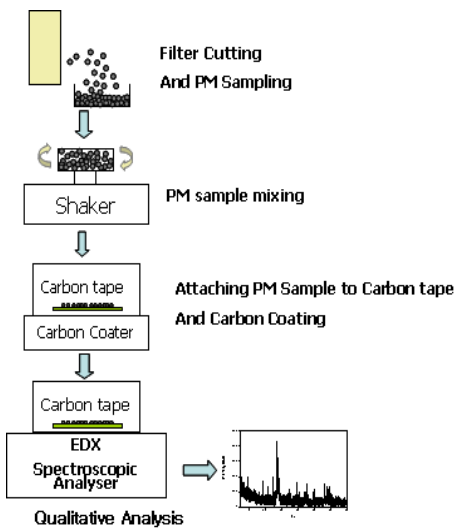 Filter Cutting
And PM Sampling
Shaker
PM sample mixing
Carbon tape
Carbon Coater
Attaching PM Sample to Carbon tape
And Carbon Coating
Carbon tape
EDX
Spectroscopic
Analyser
Qualitative Analysis